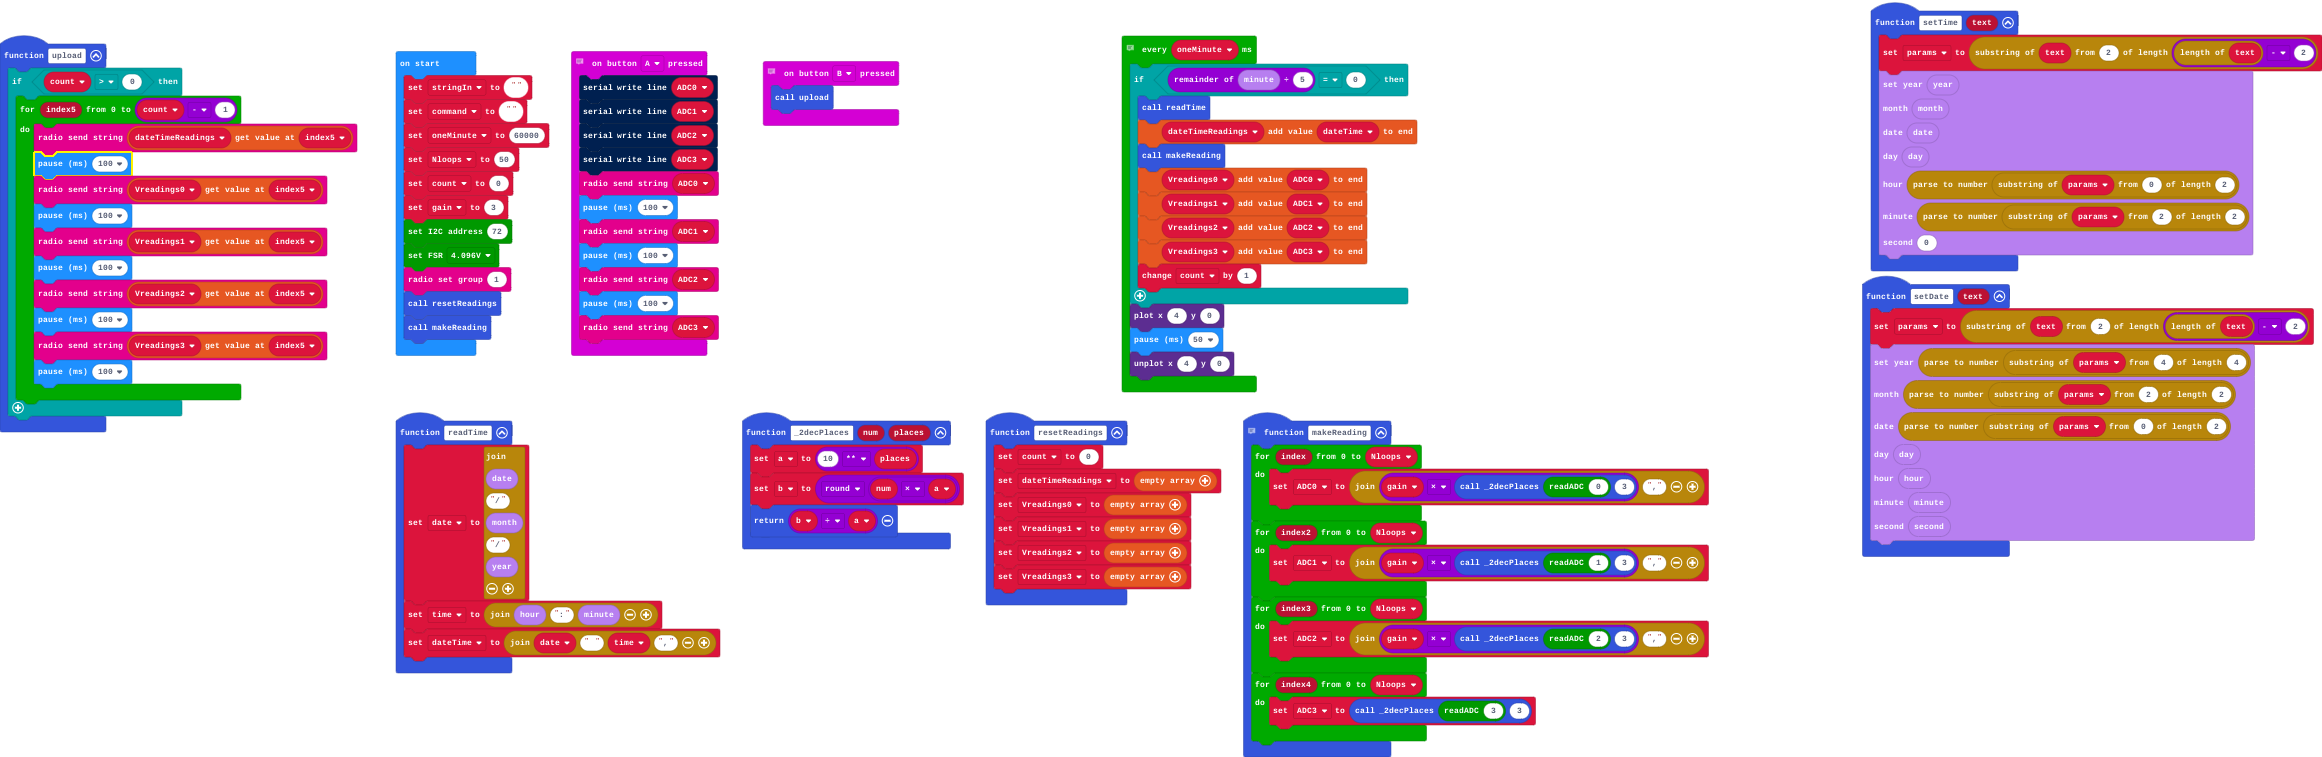 function upload
if count > 0 then
for index5 from 0 to count - 1
do
radio send string dateTimeReadings get value at index5
pause (ms) 100
radio send string Vreadings0 get value at index5
pause (ms) 100
radio send string Vreadings1 get value at index5
pause (ms) 100
radio send string Vreadings2 get value at index5
pause (ms) 100
radio send string Vreadings3 get value at index5
pause (ms) 100
on start
set stringIn to ""
set command to ""
set oneMinute to 60000
set Nloops to 50
set count to 0
set gain to 3
set I2C address 72
set FSR 4.096V
radio set group 1
call resetReadings
call makeReading
on button A pressed
serial write line ADC0
serial write line ADC1
serial write line ADC2
serial write line ADC3
radio send string ADC0
pause (ms) 100
radio send string ADC1
pause (ms) 100
radio send string ADC2
pause (ms) 100
radio send string ADC3
on button B pressed
call upload
every oneMinute ms
if remainder of minute ÷ 5 = 0 then
call readTime
dateTimeReadings add value dateTime to end
call makeReading
Vreadings0 add value ADC0 to end
Vreadings1 add value ADC1 to end
Vreadings2 add value ADC2 to end
Vreadings3 add value ADC3 to end
change count by 1
plot x 4 y 0
pause (ms) 50
unplot x 4 y 0
function setTime text
set params to substring of text from 2 of length length of text - 2
set year year
month month
date date
day day
hour parse to number substring of params from 0 of length 2
minute parse to number substring of params from 2 of length 2
second 0
function setDate text
set params to substring of text from 2 of length length of text - 2
set year parse to number substring of params from 4 of length 4
month parse to number substring of params from 2 of length 2
date parse to number substring of params from 0 of length 2
day day
hour hour
minute minute
second second
function readTime
set date to join
date
"/"
month
"/"
year
set time to join hour ":" minute
set dateTime to join date " " time ","
function _2decPlaces num places
set a to 10 ** places
set b to round num × a
return b ÷ a
function resetReadings
set count to 0
set dateTimeReadings to empty array
set Vreadings0 to empty array
set Vreadings1 to empty array
set Vreadings2 to empty array
set Vreadings3 to empty array
function makeReading
for index from 0 to Nloops
do
set ADC0 to join gain × call _2decPlaces readADC 0 3 ","
for index2 from 0 to Nloops
do
set ADC1 to join gain × call _2decPlaces readADC 1 3 ","
for index3 from 0 to Nloops
do
set ADC2 to join gain × call _2decPlaces readADC 2 3 ","
for index4 from 0 to Nloops
do
set ADC3 to call _2decPlaces readADC 3 3